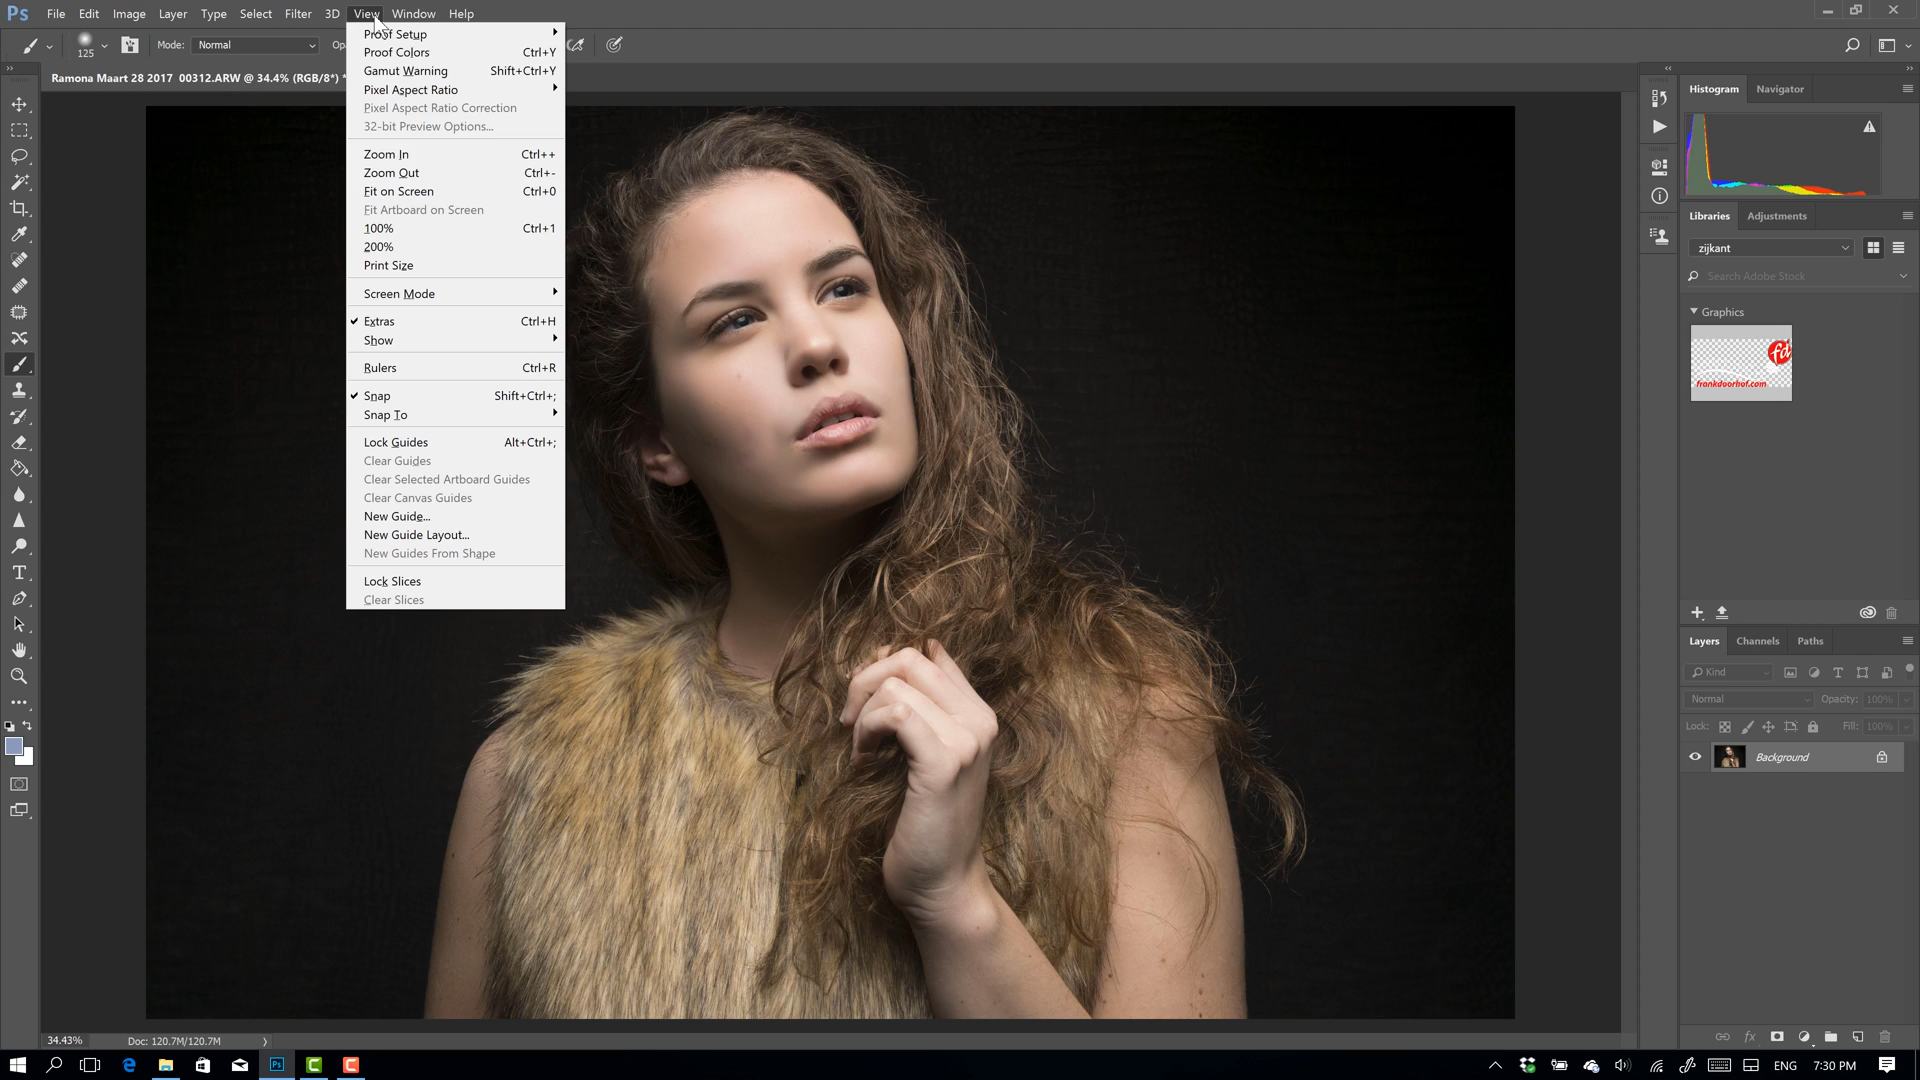 Ps File Edit Image Layer Type Select Filter 3D View Window Help
125 Mode: Normal Opa
Ramona Maart 28 2017 00312.ARW @ 34.4% (RGB/8*) *
Proof Setup
Proof Colors Ctrl+Y
Gamut Warning Shift+Ctrl+Y
Pixel Aspect Ratio
Pixel Aspect Ratio Correction
32-bit Preview Options...
Zoom In Ctrl++
Zoom Out Ctrl+-
Fit on Screen Ctrl+0
Fit Artboard on Screen
100% Ctrl+1
200%
Print Size
Screen Mode
Extras Ctrl+H
Show
Rulers Ctrl+R
Snap Shift+Ctrl+;
Snap To
Lock Guides Alt+Ctrl+;
Clear Guides
Clear Selected Artboard Guides
Clear Canvas Guides
New Guide...
New Guide Layout...
New Guides From Shape
Lock Slices
Clear Slices
Histogram Navigator
Libraries Adjustments
zijkant
Search Adobe Stock
Graphics
fd
frankdoorhof.com
Layers Channels Paths
Kind
Normal Opacity: 100%
Lock: Fill: 100%
Background
fx
34.43% Doc: 120.7M/120.7M
Ps ENG 7:30 PM